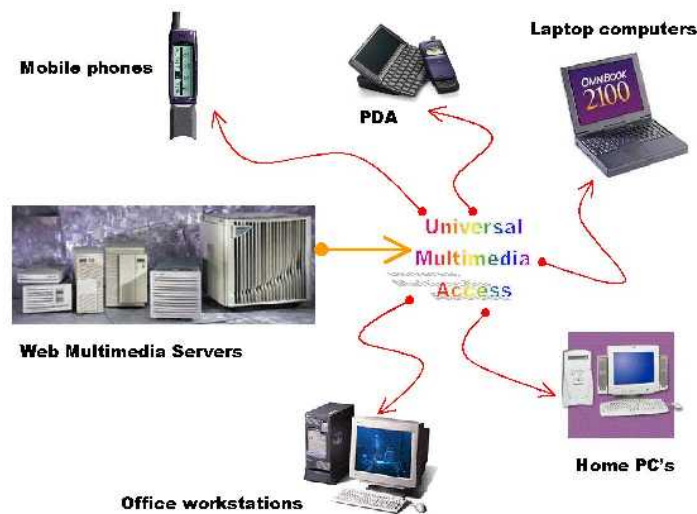 Laptop computers
Mobile phones
OMNIBOOK
2100
PDA
Universal
Multimedia
Access
Web Multimedia Servers
Home PC's
Office workstations